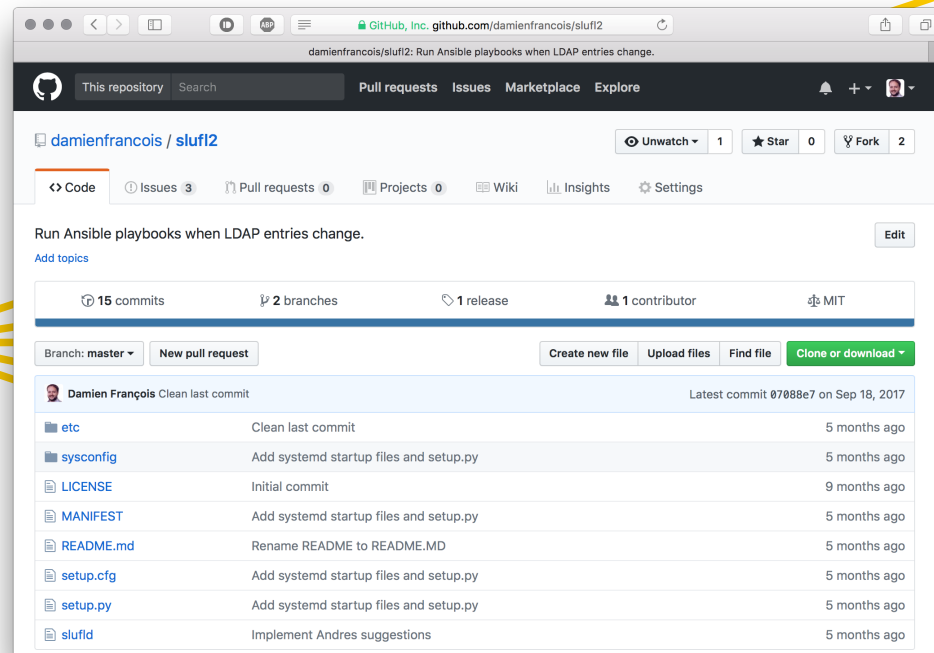 GitHub, Inc. github.com/damienfrancois/slufl2
ABP
damienfrancois/slufl2: Run Ansible playbooks when LDAP entries change.
This repository Search Pull requests Issues Marketplace Explore
damienfrancois / slufl2
Unwatch 1 Star 0 Fork 2
<> Code Issues 3 Pull requests 0 Projects 0 Wiki Insights Settings
Run Ansible playbooks when LDAP entries change.
Edit
Add topics
15 commits 2 branches 1 release 1 contributor MIT
Branch: master New pull request Create new file Upload files Find file Clone or download
Damien François Clean last commit Latest commit 07088e7 on Sep 18, 2017
etc Clean last commit 5 months ago
sysconfig Add systemd startup files and setup.py 5 months ago
LICENSE Initial commit 9 months ago
MANIFEST Add systemd startup files and setup.py 5 months ago
README.md Rename README to README.MD 5 months ago
setup.cfg Add systemd startup files and setup.py 5 months ago
setup.py Add systemd startup files and setup.py 5 months ago
slufld Implement Andres suggestions 5 months ago